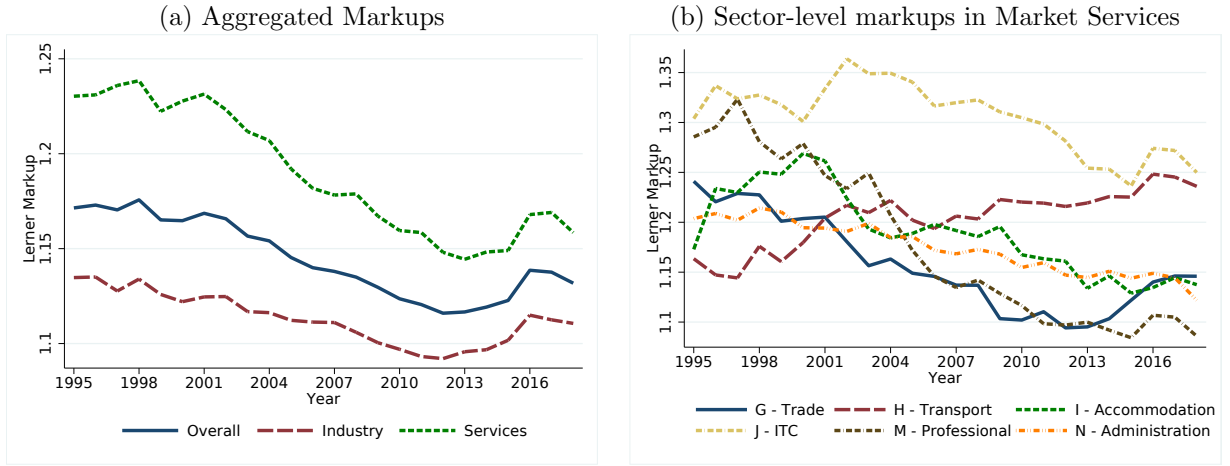 (a) Aggregated Markups
1.25
1.2
1.15
1.1
Lerner Markup
1995 1998 2001 2004 2007 2010 2013 2016
Year
Overall Industry Services
(b) Sector-level markups in Market Services
1.35
1.3
1.25
1.2
1.15
1.1
Lerner Markup
1995 1998 2001 2004 2007 2010 2013 2016
Year
G - Trade H - Transport I - Accommodation
J - ITC M - Professional N - Administration